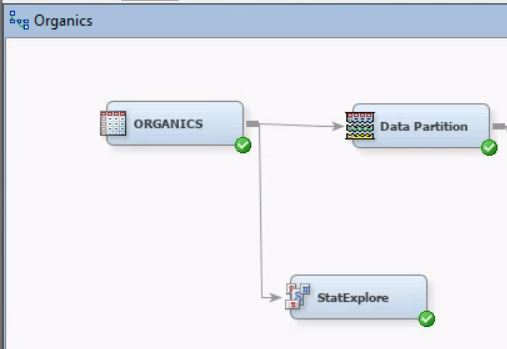 Organics
ORGANICS
Data Partition
StatExplore